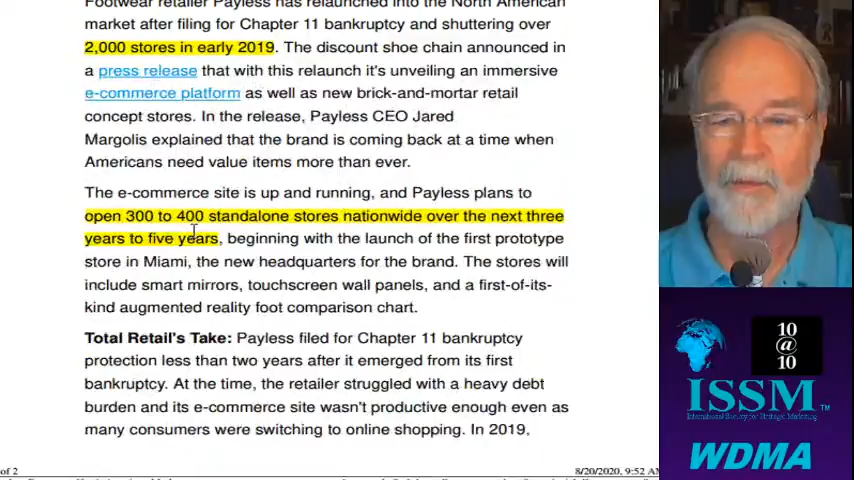 Footwear retailer Payless has relaunched into the North American
market after filing for Chapter 11 bankruptcy and shuttering over
2,000 stores in early 2019. The discount shoe chain announced in
a press release that with this relaunch it's unveiling an immersive
e-commerce platform as well as new brick-and-mortar retail
concept stores. In the release, Payless CEO Jared
Margolis explained that the brand is coming back at a time when
Americans need value items more than ever.
The e-commerce site is up and running, and Payless plans to
open 300 to 400 standalone stores nationwide over the next three
years to five years, beginning with the launch of the first prototype
store in Miami, the new headquarters for the brand. The stores will
include smart mirrors, touchscreen wall panels, and a first-of-its-
kind augmented reality foot comparison chart.
Total Retail's Take: Payless filed for Chapter 11 bankruptcy
protection less than two years after it emerged from its first
bankruptcy. At the time, the retailer struggled with a heavy debt
burden and its e-commerce site wasn't productive enough even as
many consumers were switching to online shopping. In 2019,
of 2
8/20/2020, 9:52 AM
10
@
10
ISSM™
International Society for Strategic Marketing
WDMA